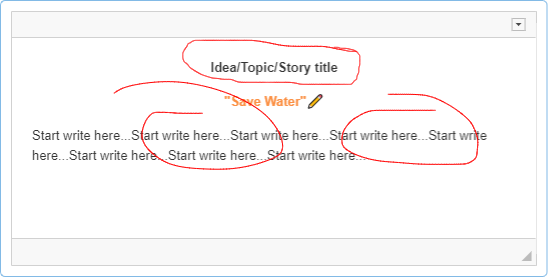 Idea/Topic/Story title
"Save Water"
Start write here...Start write here...Start write here...Start write here...Start write
here...Start write here...Start write here...Start write here...